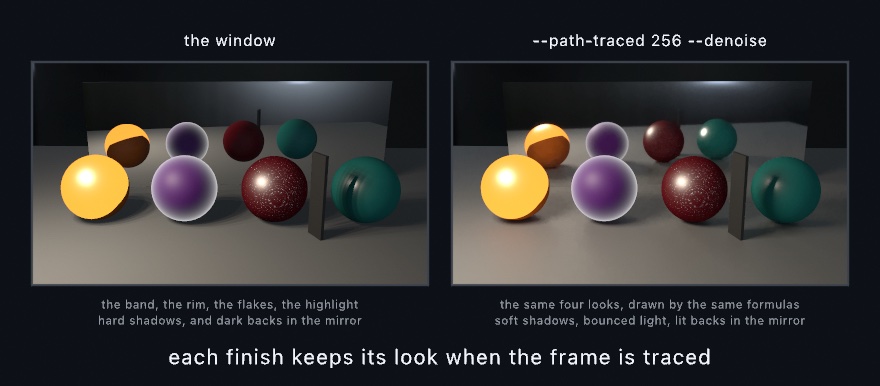 the window
--path-traced 256 --denoise
the band, the rim, the flakes, the highlight
hard shadows, and dark backs in the mirror
the same four looks, drawn by the same formulas
soft shadows, bounced light, lit backs in the mirror
each finish keeps its look when the frame is traced